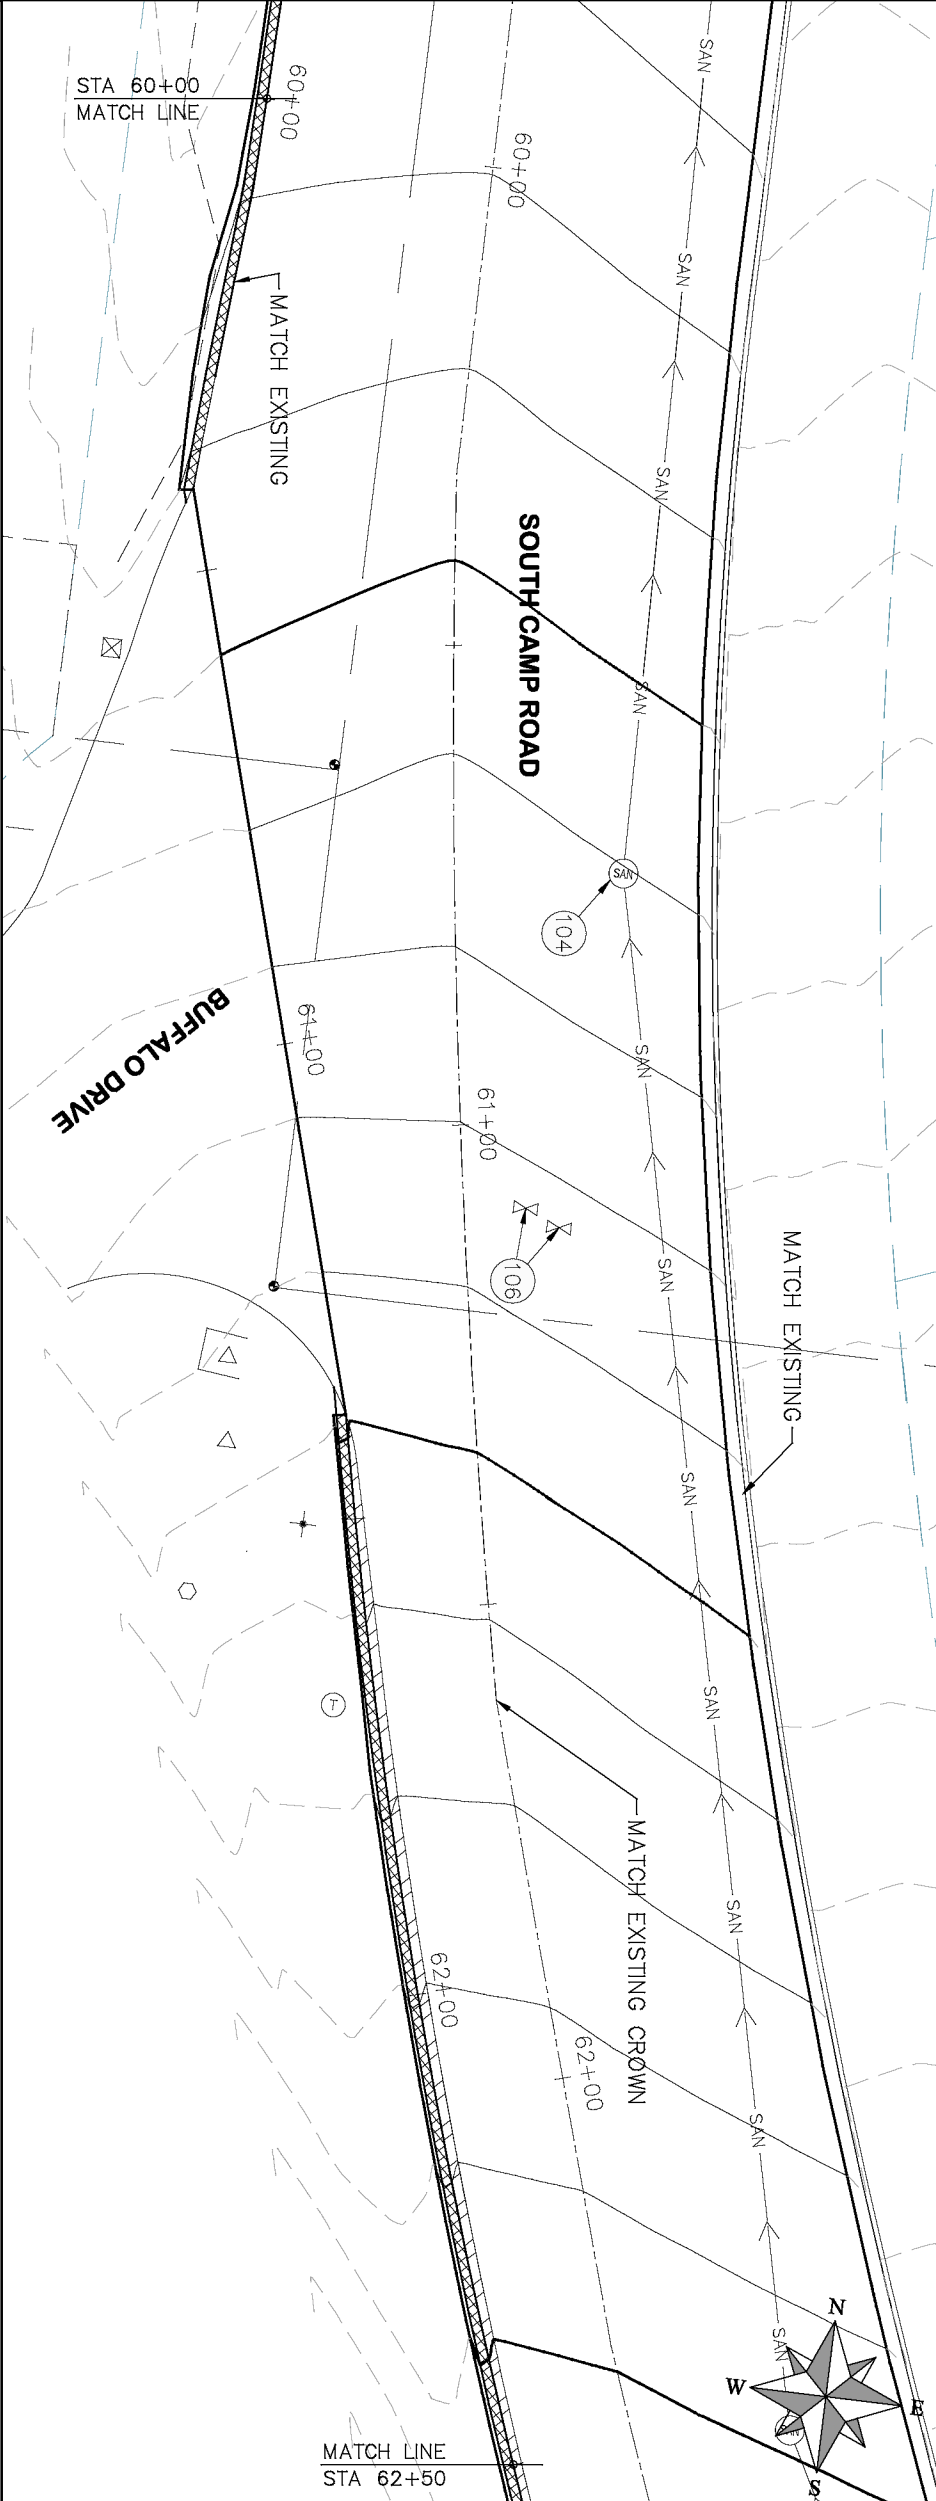 STA 60+00
MATCH LINE
60+00
60+00
SAN
SAN
MATCH EXISTING
SAN
SOUTH CAMP ROAD
SAN
SAN
104
BUFFALO DRIVE
61+00
SAN
61+00
106
SAN
MATCH EXISTING
SAN
T
SAN
MATCH EXISTING CROWN
SAN
62+00
62+00
SAN
N
SAN
W
E
S
MATCH LINE
STA 62+50